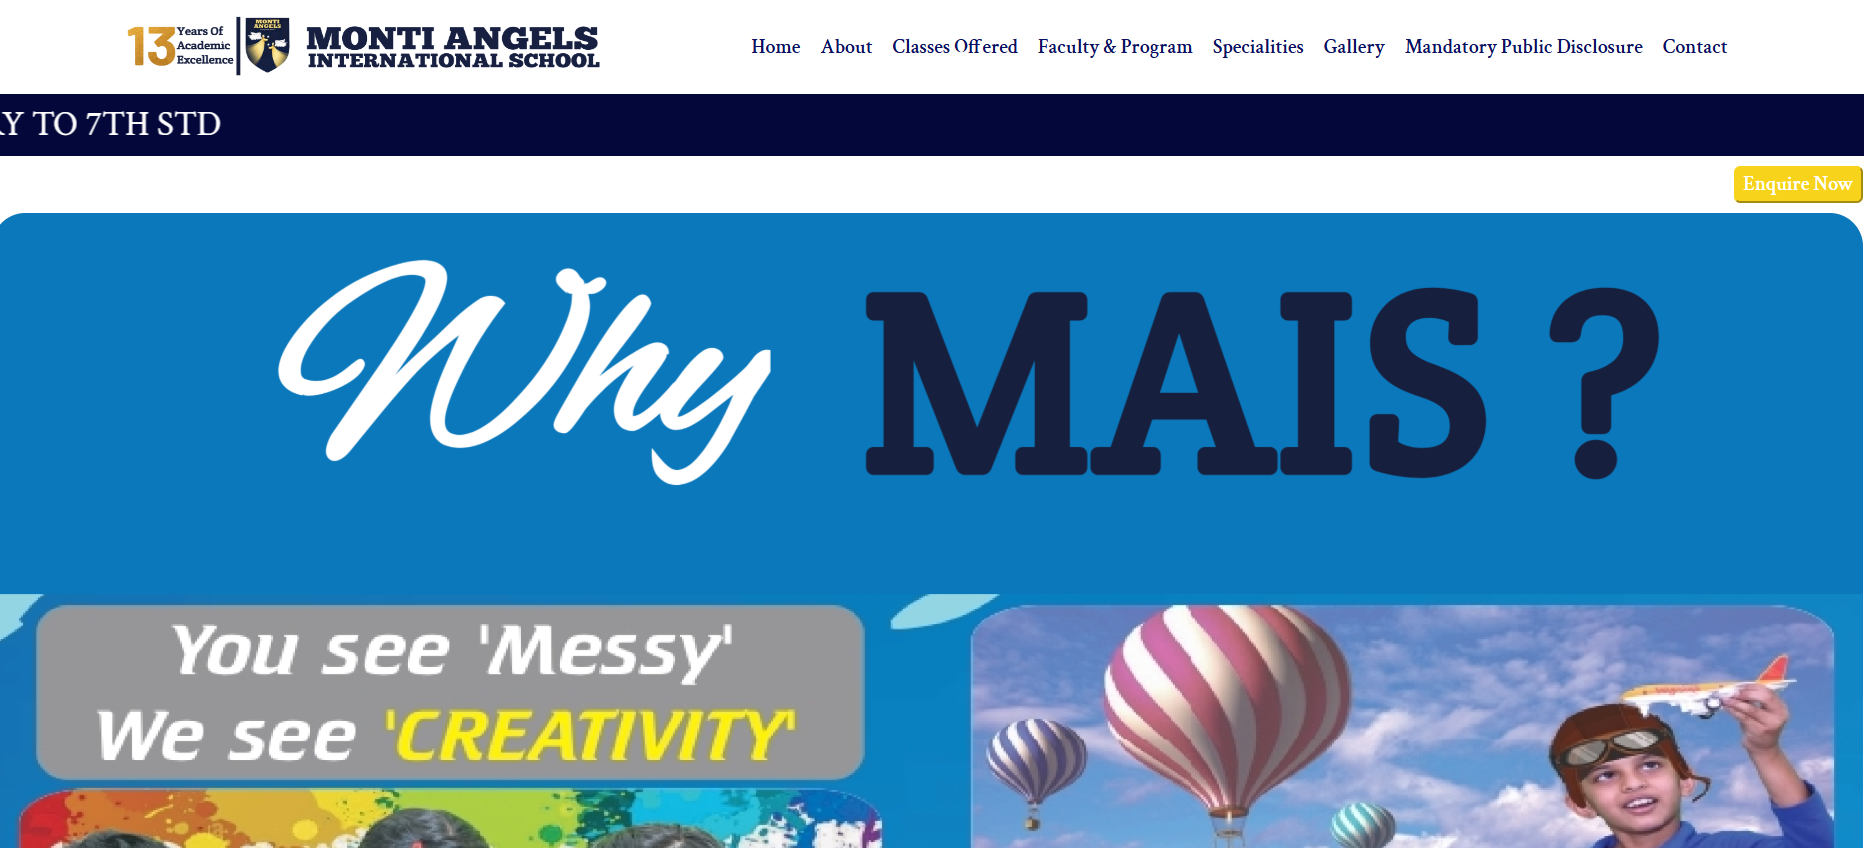 13 Years Of
Academic
Excellence
MONTI
ANGELS
MONTI ANGELS
INTERNATIONAL SCHOOL
Home About Classes Offered Faculty & Program Specialities Gallery Mandatory Public Disclosure Contact
Y TO 7TH STD
Enquire Now
Why MAIS ?
You see 'Messy'
We see 'CREATIVITY'